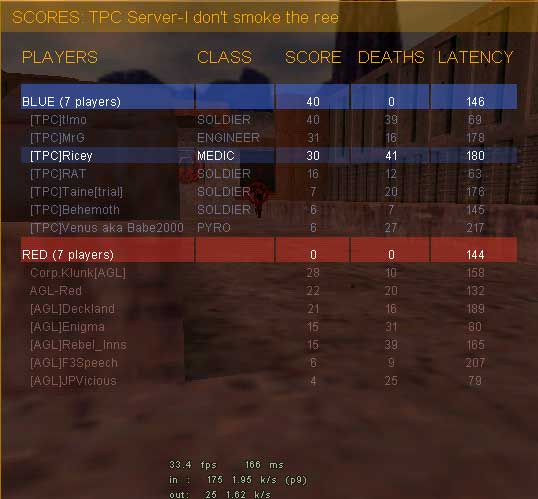 SCORES: TPC Server-I don't smoke the ree
PLAYERS CLASS SCORE DEATHS LATENCY
BLUE (7 players) 40 0 146
[TPC]tImo SOLDIER 40 39 69
[TPC]MrG ENGINEER 31 16 178
[TPC]Ricey MEDIC 30 41 180
[TPC]RAT SOLDIER 16 12 63
[TPC]Taine[trial] SOLDIER 7 20 176
[TPC]Behemoth SOLDIER 6 7 145
[TPC]Venus aka Babe2000 PYRO 6 27 217
RED (7 players) 0 0 144
Corp.Klunk[AGL] 28 10 158
AGL-Red 22 20 132
[AGL]Deckland 21 16 189
[AGL]Enigma 15 31 80
[AGL]Rebel_Inns 15 39 165
[AGL]F3Speech 6 9 207
[AGL]JPVicious 4 25 79
33.4 fps 166 ms
in : 175 1.95 k/s (p9)
out: 25 1.62 k/s